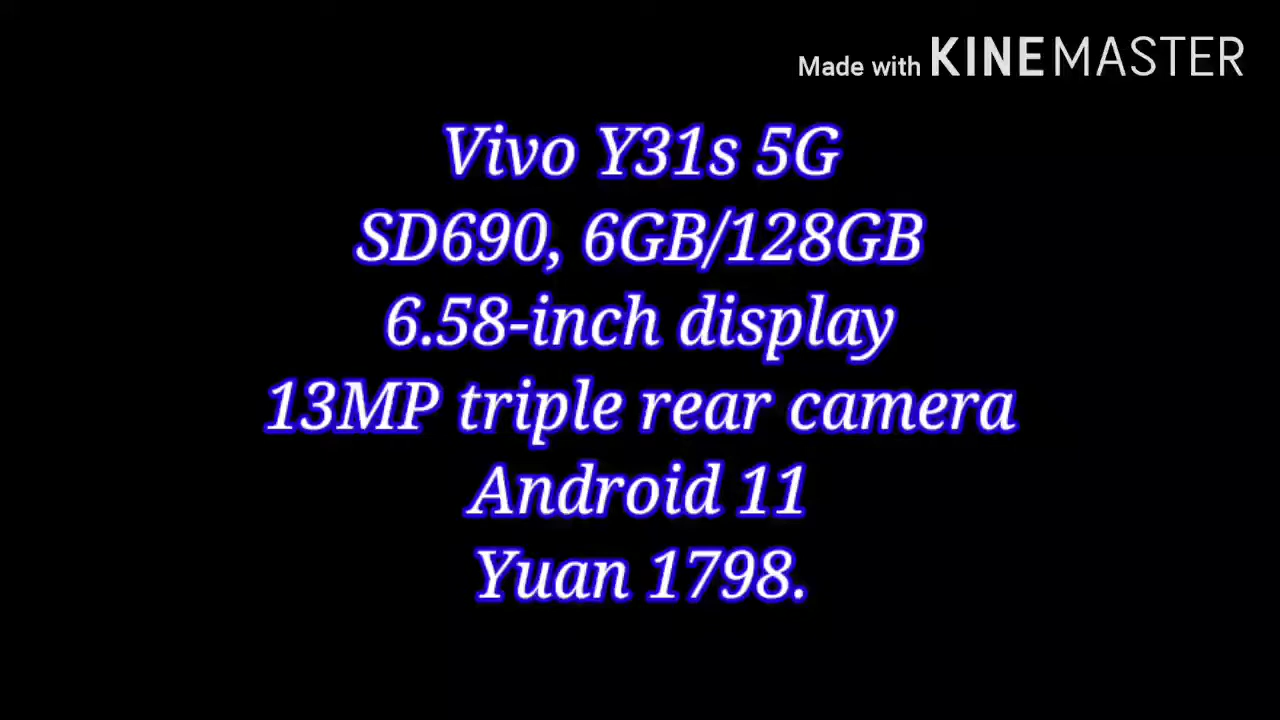 Made with KINEMASTER
Vivo Y31s 5G
SD690, 6GB/128GB
6.58-inch display
13MP triple rear camera
Android 11
Yuan 1798.